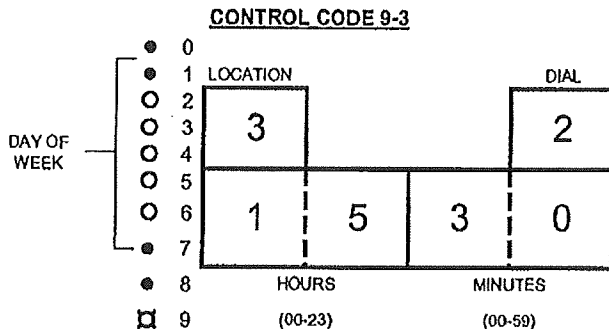 CONTROL CODE 9-3
0
1 LOCATION DIAL
2
3 3 2
DAY OF
WEEK
4
5
6 1 5 3 0
7
8 HOURS MINUTES
9 (00-23) (00-59)